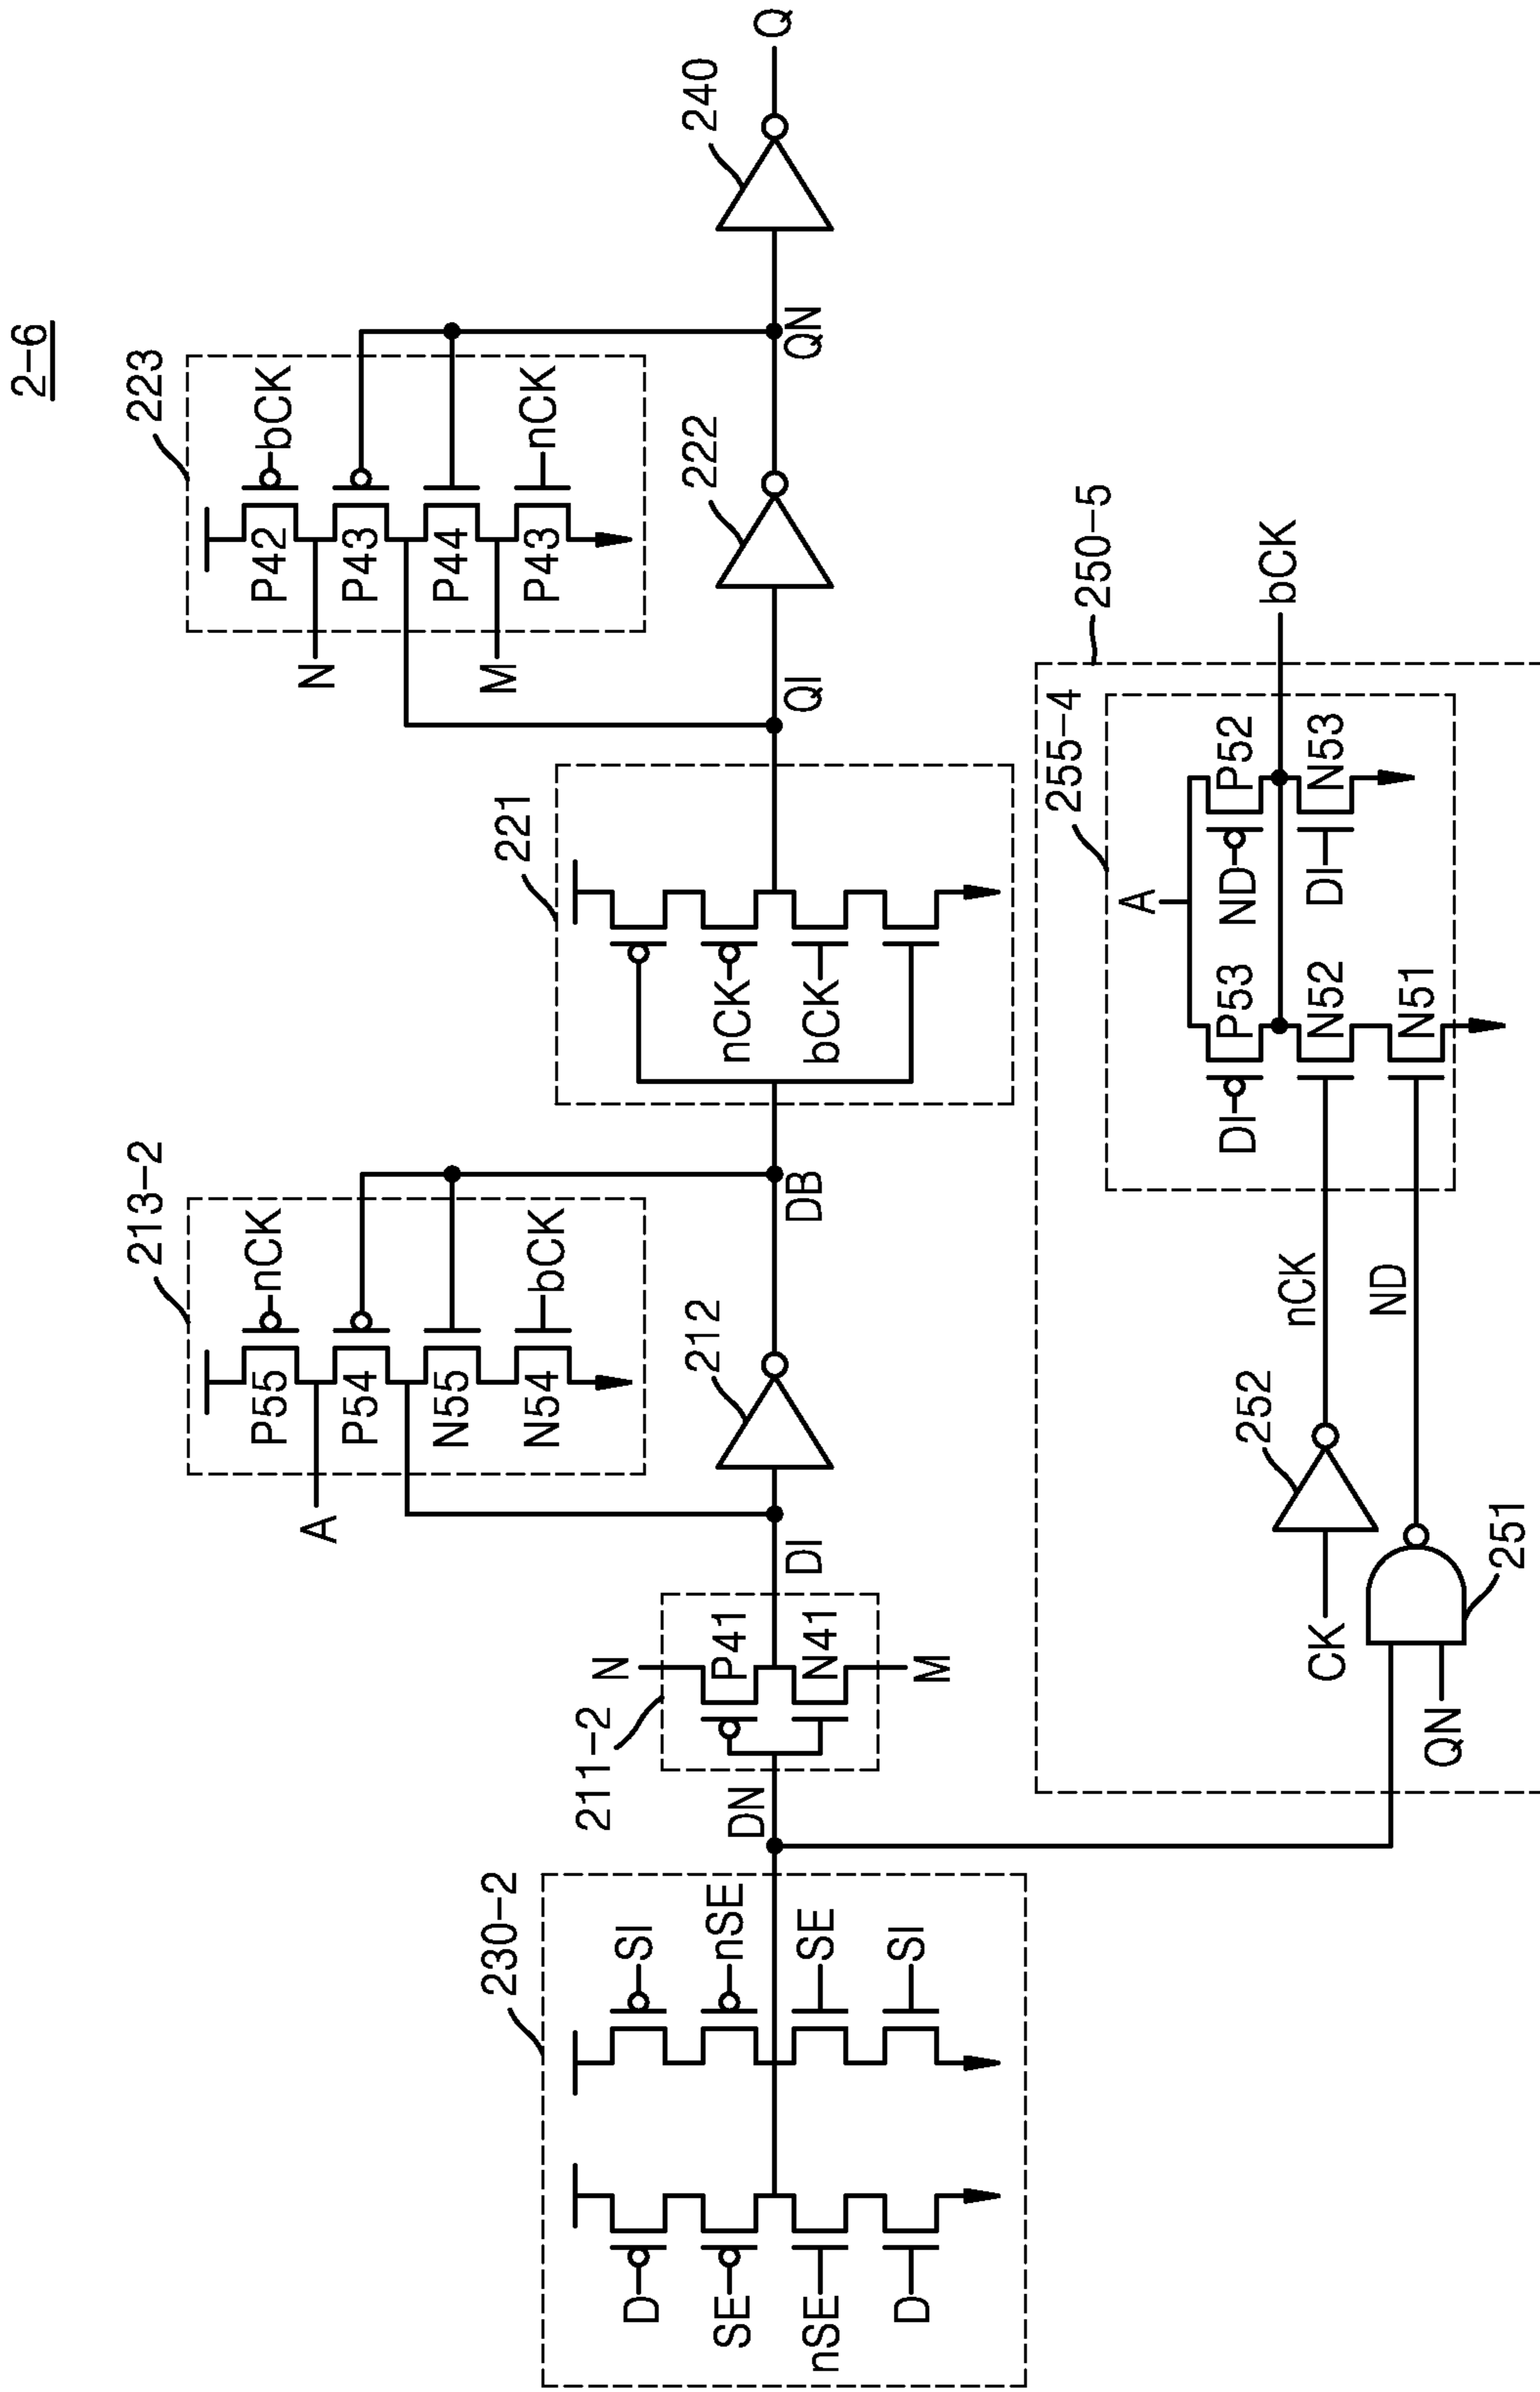 2-6
230-2
D
SE
nSE
D
SI
nSE
SE
SI
DN
211-2
N
P41
N41
M
DI
213-2
P55
nCK
P54
N55
N54
bCK
A
212
DB
221
nCK
bCK
QI
223
P42
bCK
P43
P44
P43
nCK
N
M
222
QN
240
Q
250-5
CK
252
nCK
QN
251
ND
255-4
A
DI
P53
ND
P52
N52
DI
N53
N51
bCK